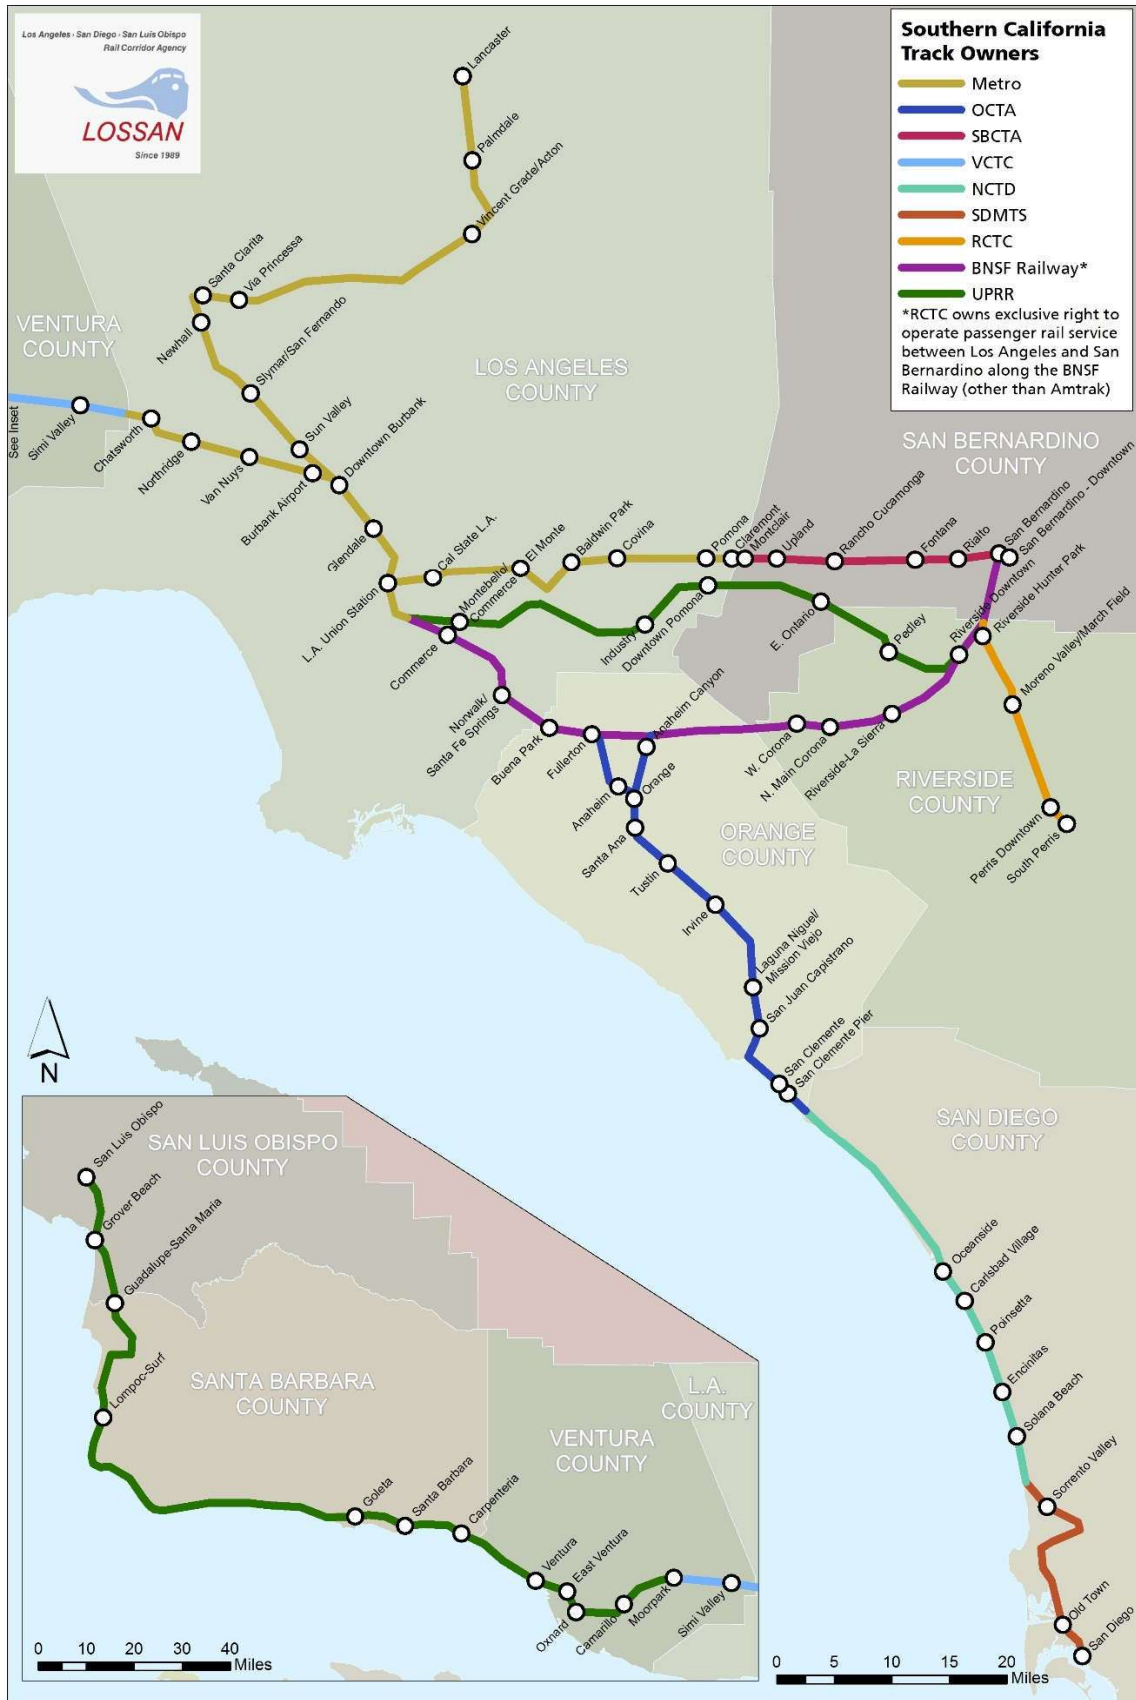 Los Angeles · San Diego · San Luis Obispo
Rail Corridor Agency
LOSSAN
Since 1989
Southern California
Track Owners
Metro
OCTA
SBCTA
VCTC
NCTD
SDMTS
RCTC
BNSF Railway*
UPRR
*RCTC owns exclusive right to
operate passenger rail service
between Los Angeles and San
Bernardino along the BNSF
Railway (other than Amtrak)
Lancaster
Palmdale
Vincent Grade/Acton
Santa Clarita
Via Princessa
Newhall
Slymar/San Fernando
VENTURA
COUNTY
LOS ANGELES
COUNTY
SAN BERNARDINO
COUNTY
See Inset
Simi Valley
Chatsworth
Northridge
Van Nuys
Burbank Airport
Sun Valley
Downtown Burbank
Glendale
L.A. Union Station
Cal State L.A.
El Monte
Baldwin Park
Covina
Pomona
Claremont
Montclair
Upland
Rancho Cucamonga
Fontana
Rialto
San Bernardino
San Bernardino - Downtown
Montebello/
Commerce
Commerce
Industry
Downtown Pomona
E. Ontario
Pedley
Riverside Downtown
Riverside Hunter Park
Moreno Valley/March Field
Norwalk/
Santa Fe Springs
Buena Park
Fullerton
Anaheim Canyon
W. Corona
N. Main Corona
Riverside-La Sierra
RIVERSIDE
COUNTY
Perris Downtown
South Perris
Anaheim
Orange
Santa Ana
Tustin
Irvine
ORANGE
COUNTY
Laguna Niguel/
Mission Viejo
San Juan Capistrano
San Clemente
San Clemente Pier
N
SAN DIEGO
COUNTY
Oceanside
Carlsbad Village
Poinsetta
Encinitas
Solana Beach
Sorrento Valley
Old Town
San Diego
San Luis Obispo
Grover Beach
Guadalupe-Santa Maria
SAN LUIS OBISPO
COUNTY
Lompoc-Surf
SANTA BARBARA
COUNTY
L.A.
COUNTY
VENTURA
COUNTY
Goleta
Santa Barbara
Carpenteria
Ventura
East Ventura
Oxnard
Camarillo
Moorpark
Simi Valley
0 10 20 30 40
Miles
0 5 10 15 20
Miles